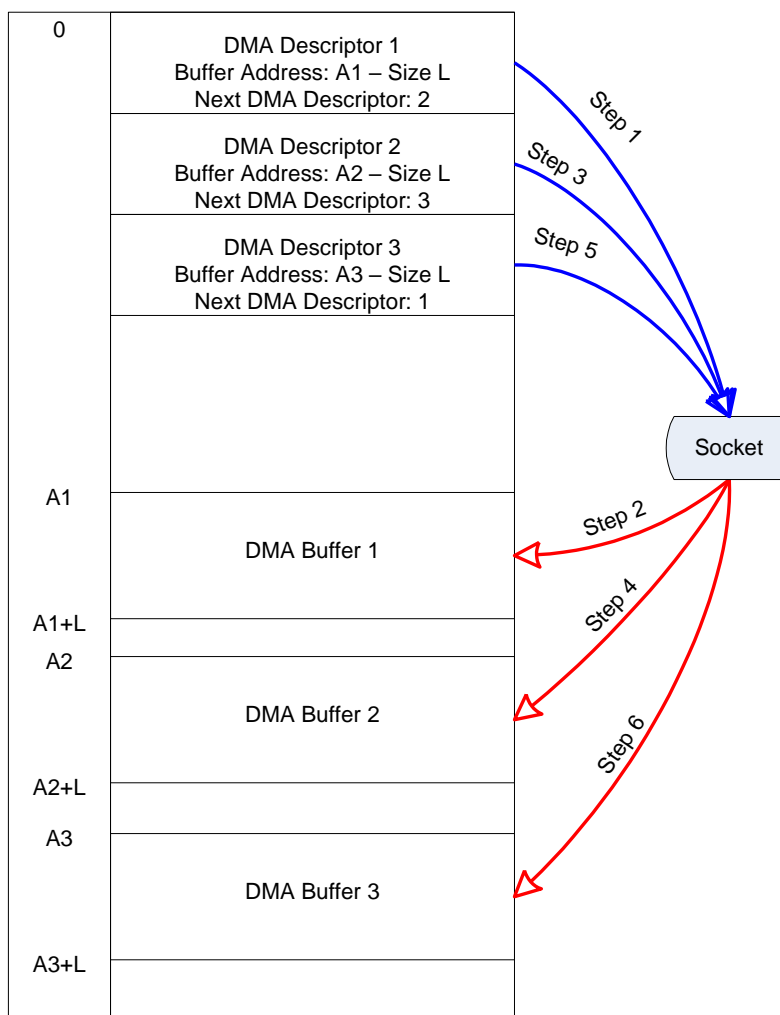 0
DMA Descriptor 1
Buffer Address: A1 – Size L
Next DMA Descriptor: 2
DMA Descriptor 2
Buffer Address: A2 – Size L
Next DMA Descriptor: 3
DMA Descriptor 3
Buffer Address: A3 – Size L
Next DMA Descriptor: 1
Step 1
Step 3
Step 5
Socket
A1
Step 2
DMA Buffer 1
Step 4
A1+L
A2
DMA Buffer 2
Step 6
A2+L
A3
DMA Buffer 3
A3+L